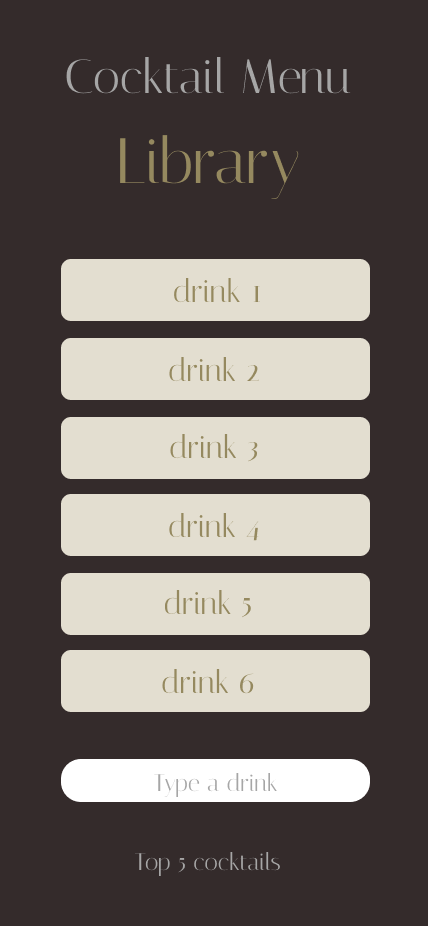 Cocktail Menu
Library
drink 1
drink 2
drink 3
drink 4
drink 5
drink 6
Type a drink
Top 5 cocktails